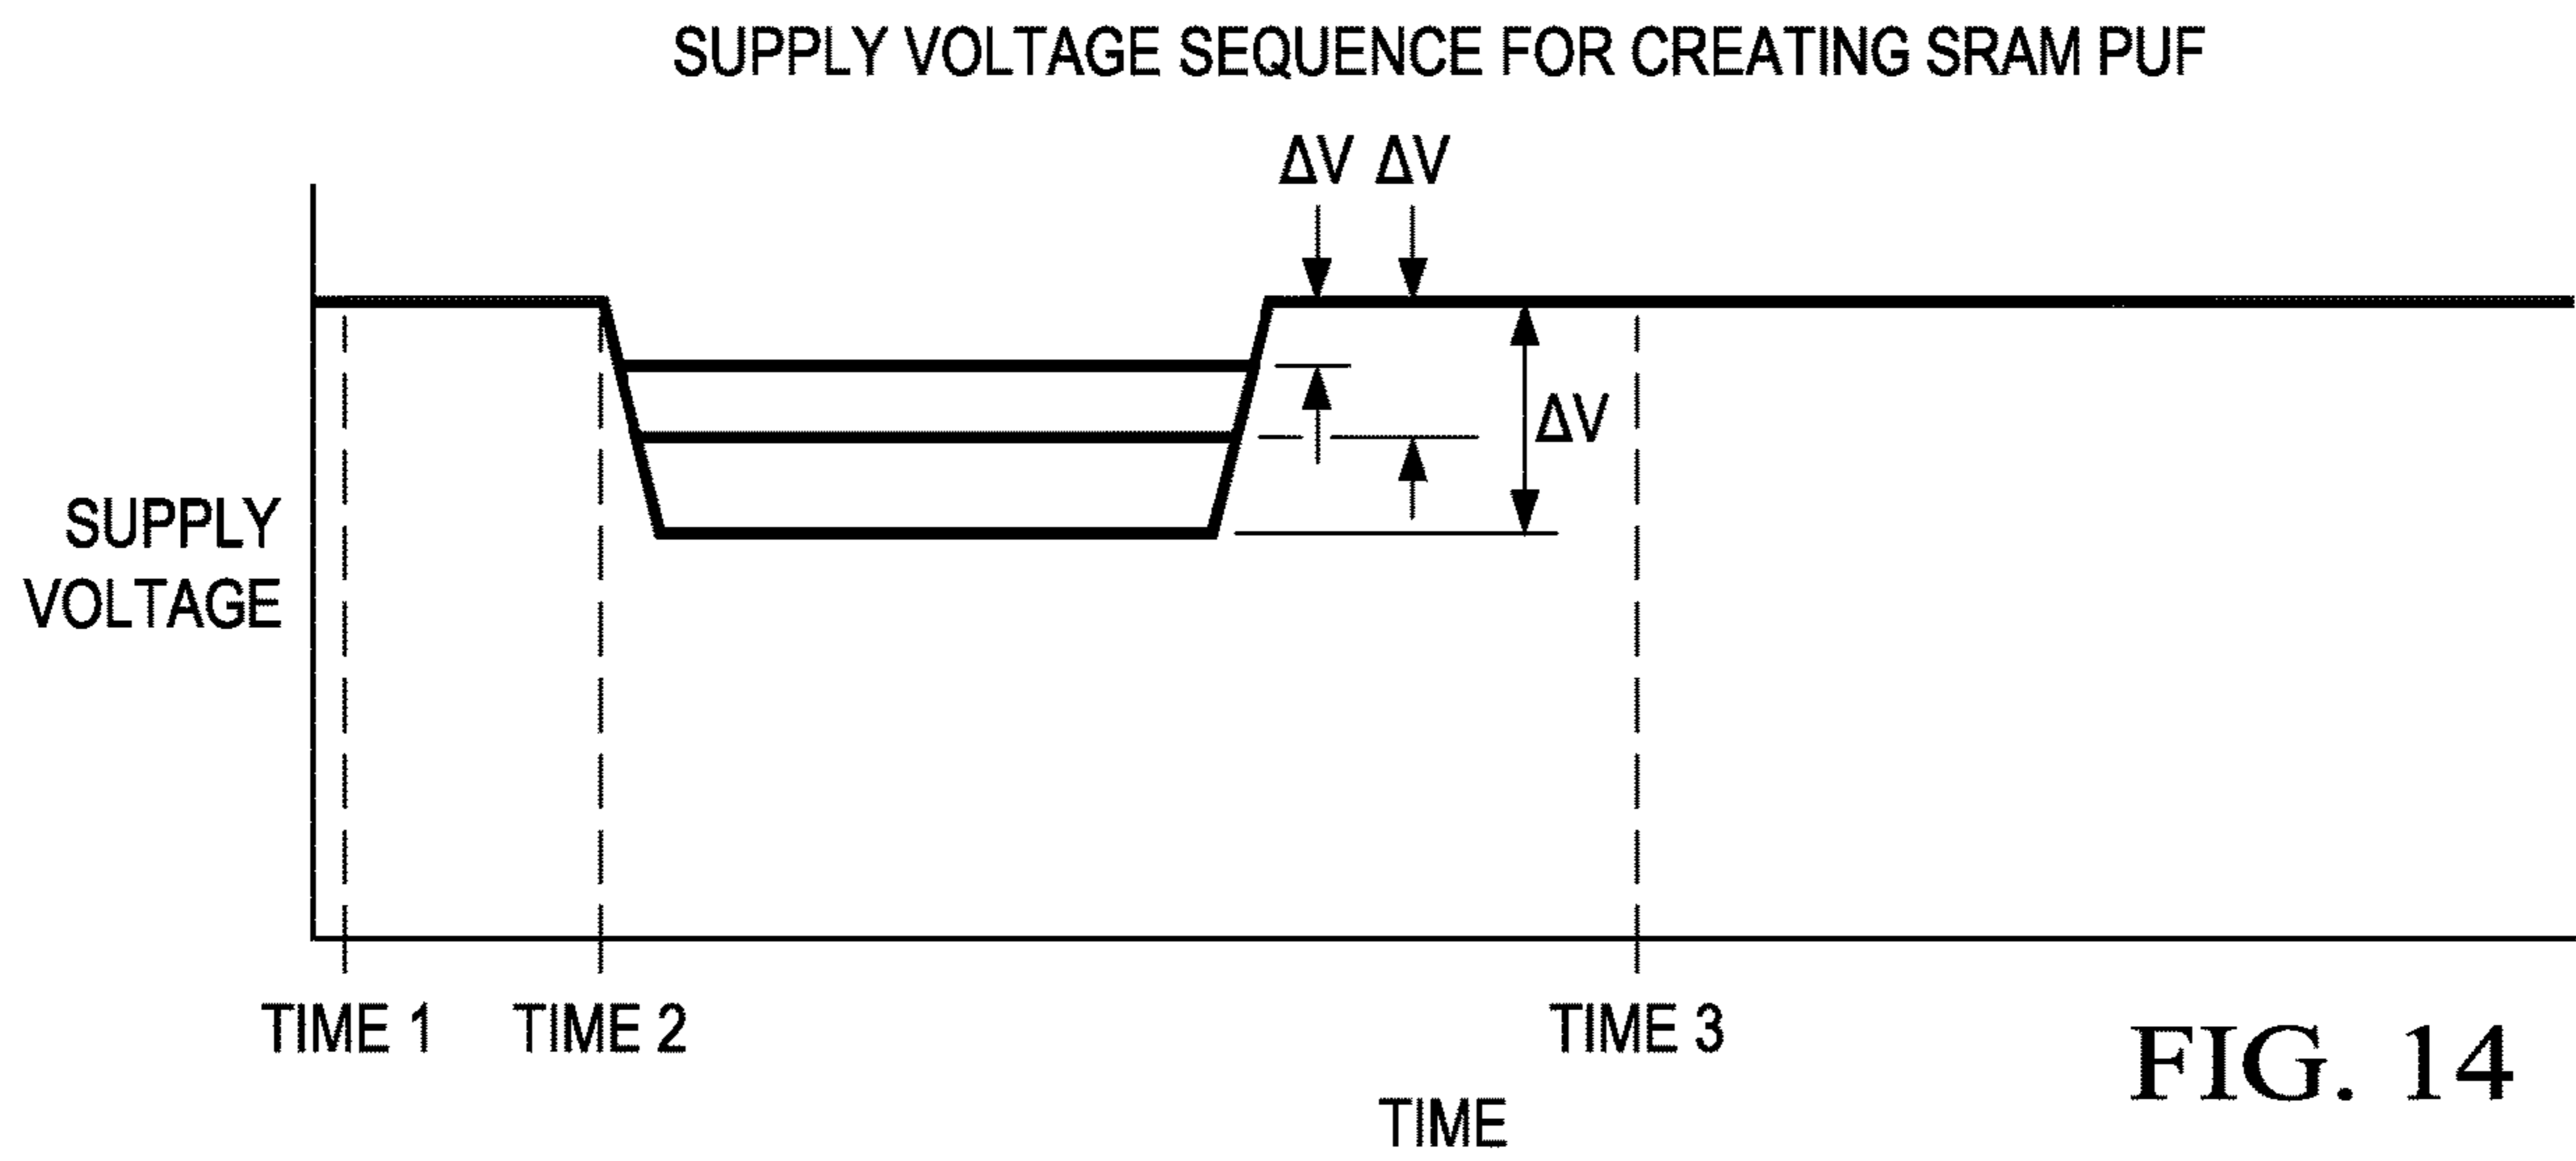 SUPPLY VOLTAGE SEQUENCE FOR CREATING SRAM PUF
ΔV ΔV
ΔV
SUPPLY
VOLTAGE
TIME 1 TIME 2 TIME 3
TIME
FIG. 14